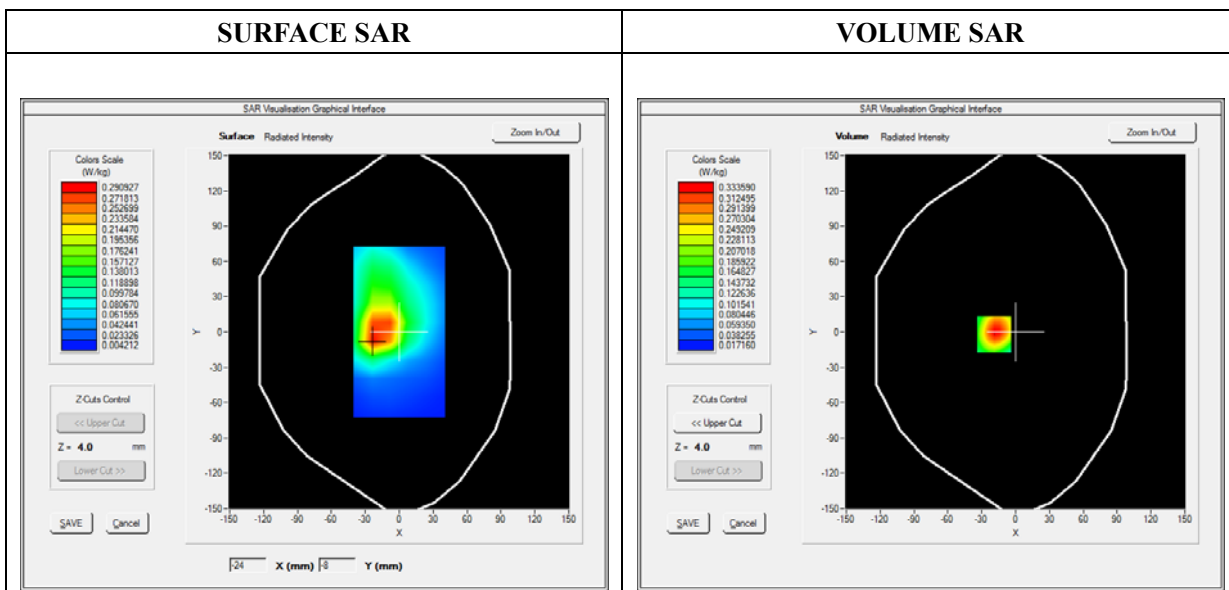 SURFACE SAR
VOLUME SAR
SAR Visualisation Graphical Interface
Surface Radiated Intensity
Zoom In/Out
Colors Scale
(W/kg)
0.290927
0.271813
0.252699
0.233584
0.214470
0.195356
0.176241
0.157127
0.138013
0.118898
0.099784
0.080670
0.061555
0.042441
0.023326
0.004212
Z-Cuts Control
<< Upper Cut
Z = 4.0 mm
Lower Cut >>
SAVE Cancel
150
120
90
60
30
0
-30
-60
-90
-120
-150
Y
-150 -120 -90 -60 -30 0 30 60 90 120 150
X
-24 X (mm) -8 Y (mm)
SAR Visualisation Graphical Interface
Volume Radiated Intensity
Zoom In/Out
Colors Scale
(W/kg)
0.333590
0.312495
0.291399
0.270304
0.249209
0.228113
0.207018
0.185922
0.164827
0.143732
0.122636
0.101541
0.080446
0.059350
0.038255
0.017160
Z-Cuts Control
<< Upper Cut
Z = 4.0 mm
Lower Cut >>
SAVE Cancel
150
120
90
60
30
0
-30
-60
-90
-120
-150
Y
-150 -120 -90 -60 -30 0 30 60 90 120 150
X